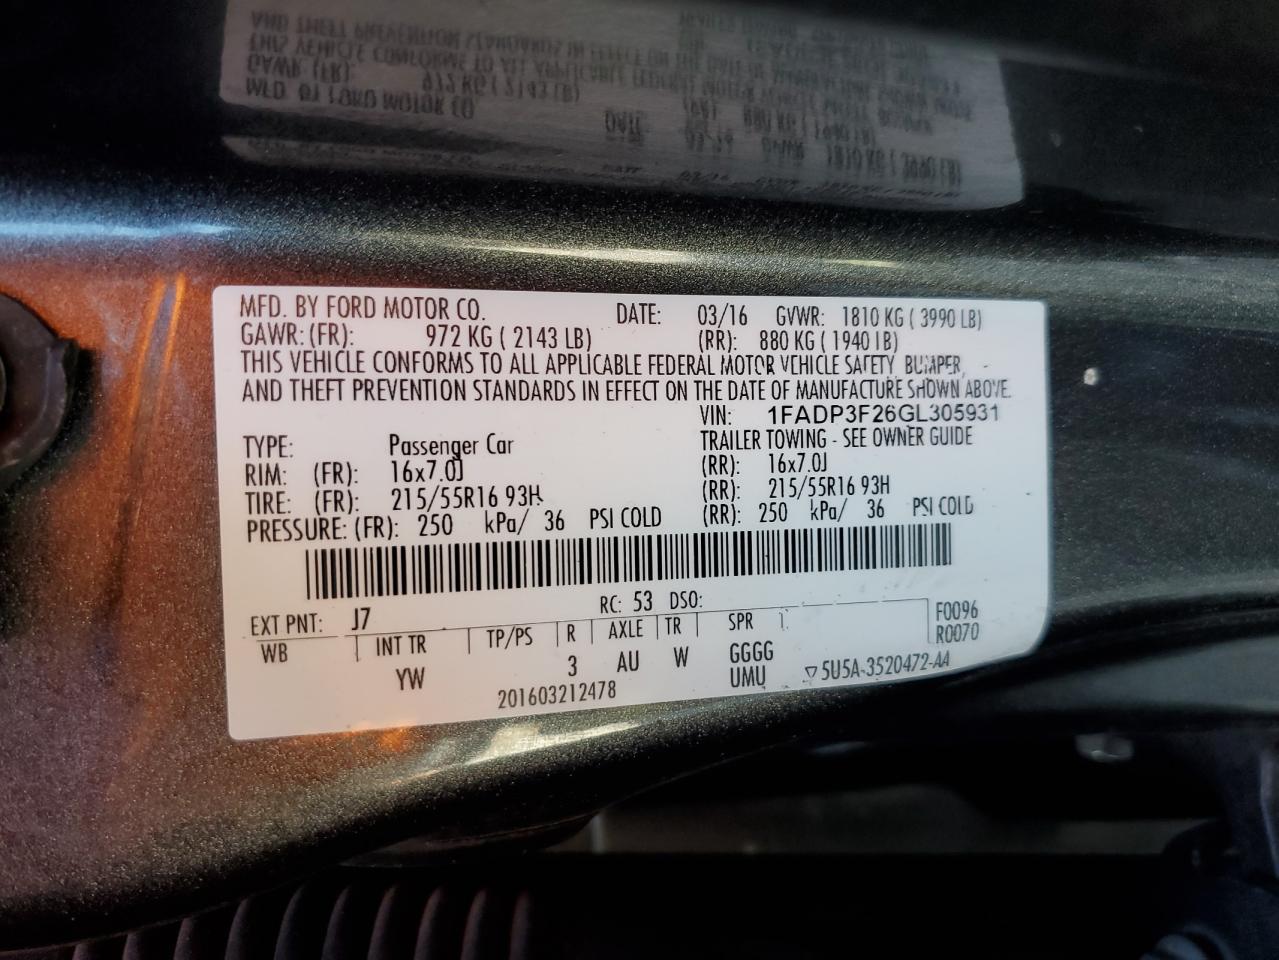 MFD. BY FORD MOTOR CO. DATE: 03/16 GVWR: 1810 KG ( 3990 LB)
GAWR: (FR): 972 KG ( 2143 LB) (RR): 880 KG ( 1940 LB)
THIS VEHICLE CONFORMS TO ALL APPLICABLE FEDERAL MOTOR VEHICLE SAFETY, BUMPER,
AND THEFT PREVENTION STANDARDS IN EFFECT ON THE DATE OF MANUFACTURE SHOWN ABOVE.
VIN: 1FADP3F26GL305931
TYPE: Passenger Car TRAILER TOWING - SEE OWNER GUIDE
RIM: (FR): 16x7.0J (RR): 16x7.0J
TIRE: (FR): 215/55R16 93H (RR): 215/55R16 93H
PRESSURE: (FR): 250 kPa/ 36 PSI COLD (RR): 250 kPa/ 36 PSI COLD
EXT PNT: J7 RC: 53 DSO: F0096
WB INT TR TP/PS R AXLE TR SPR R0070
YW 3 AU W GGGG
201603212478 UMU ▽5U5A-3520472-AA